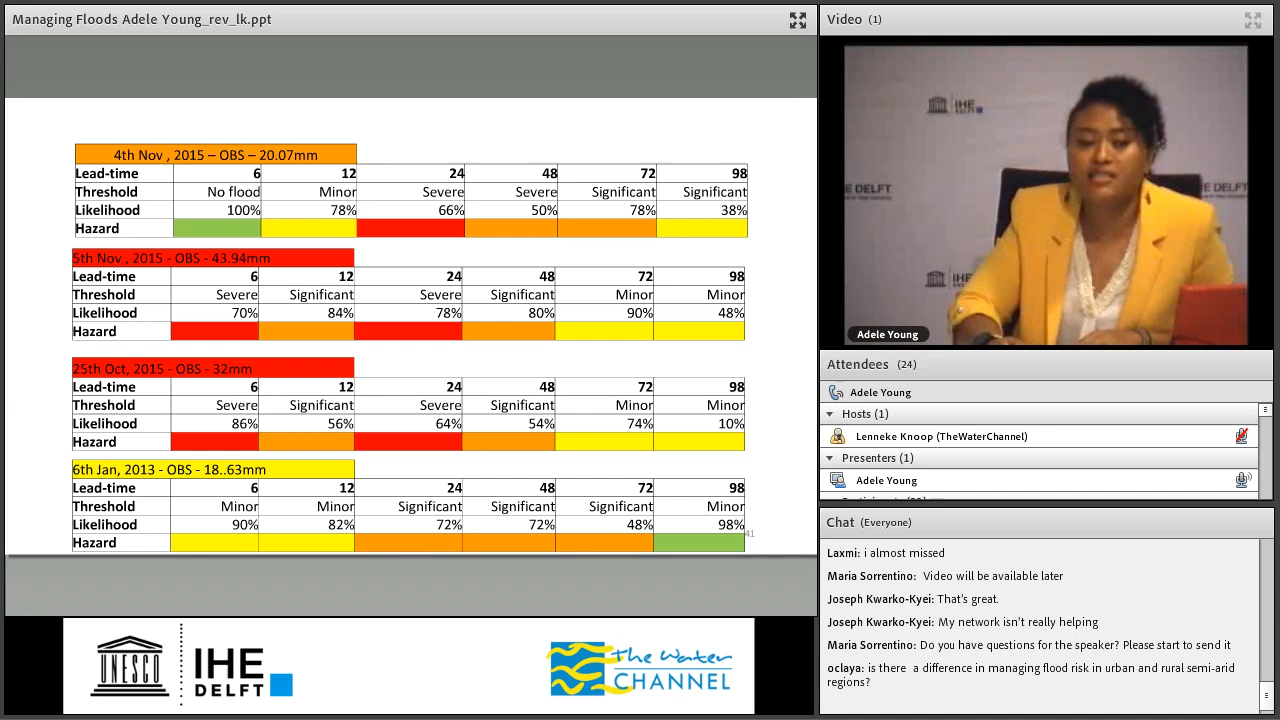 Managing Floods Adele Young_rev_lk.ppt
4th Nov , 2015 – OBS – 20.07mm
Lead-time 6 12 24 48 72 98
Threshold No flood Minor Severe Severe Significant Significant
Likelihood 100% 78% 66% 50% 78% 38%
Hazard
5th Nov, 2015 - OBS - 43.94mm
Lead-time 6 12 24 48 72 98
Threshold Severe Significant Severe Significant Minor Minor
Likelihood 70% 84% 78% 80% 90% 48%
Hazard
25th Oct, 2015 - OBS - 32mm
Lead-time 6 12 24 48 72 98
Threshold Severe Significant Severe Significant Minor Minor
Likelihood 86% 56% 64% 54% 74% 10%
Hazard
6th Jan, 2013 - OBS - 18..63mm
Lead-time 6 12 24 48 72 98
Threshold Minor Minor Significant Significant Significant Minor
Likelihood 90% 82% 72% 72% 48% 98%
Hazard
41
UNESCO
IHE
DELFT
The Water
CHANNEL
Video (1)
IHE
E DELFT
DELFT
IHE
Adele Young
Attendees (24)
Adele Young
Hosts (1)
Lenneke Knoop (TheWaterChannel)
Presenters (1)
Adele Young
Chat (Everyone)
Laxmi: i almost missed
Maria Sorrentino: Video will be available later
Joseph Kwarko-Kyei: That's great.
Joseph Kwarko-Kyei: My network isn't really helping
Maria Sorrentino: Do you have questions for the speaker? Please start to send it
oclaya: is there a difference in managing flood risk in urban and rural semi-arid
regions?